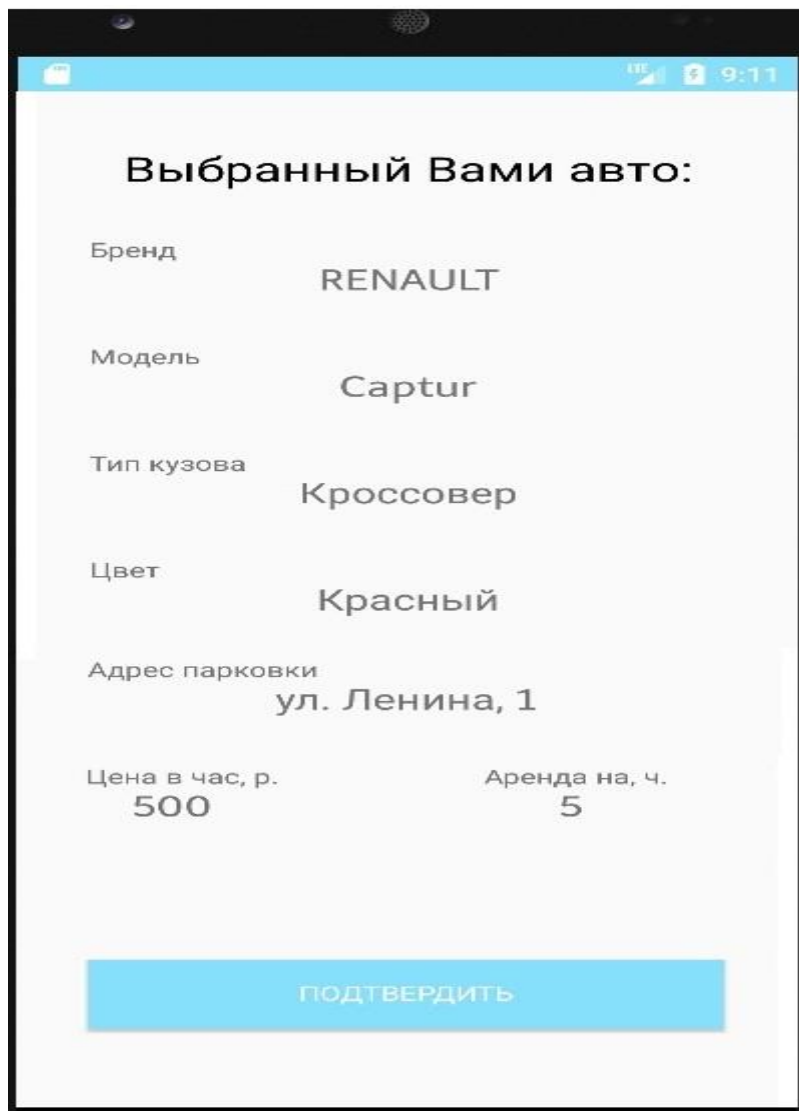 LTE 9:11
Выбранный Вами авто:
Бренд
RENAULT
Модель
Captur
Тип кузова
Кроссовер
Цвет
Красный
Адрес парковки
ул. Ленина, 1
Цена в час, р. Аренда на, ч.
500 5
ПОДТВЕРДИТЬ